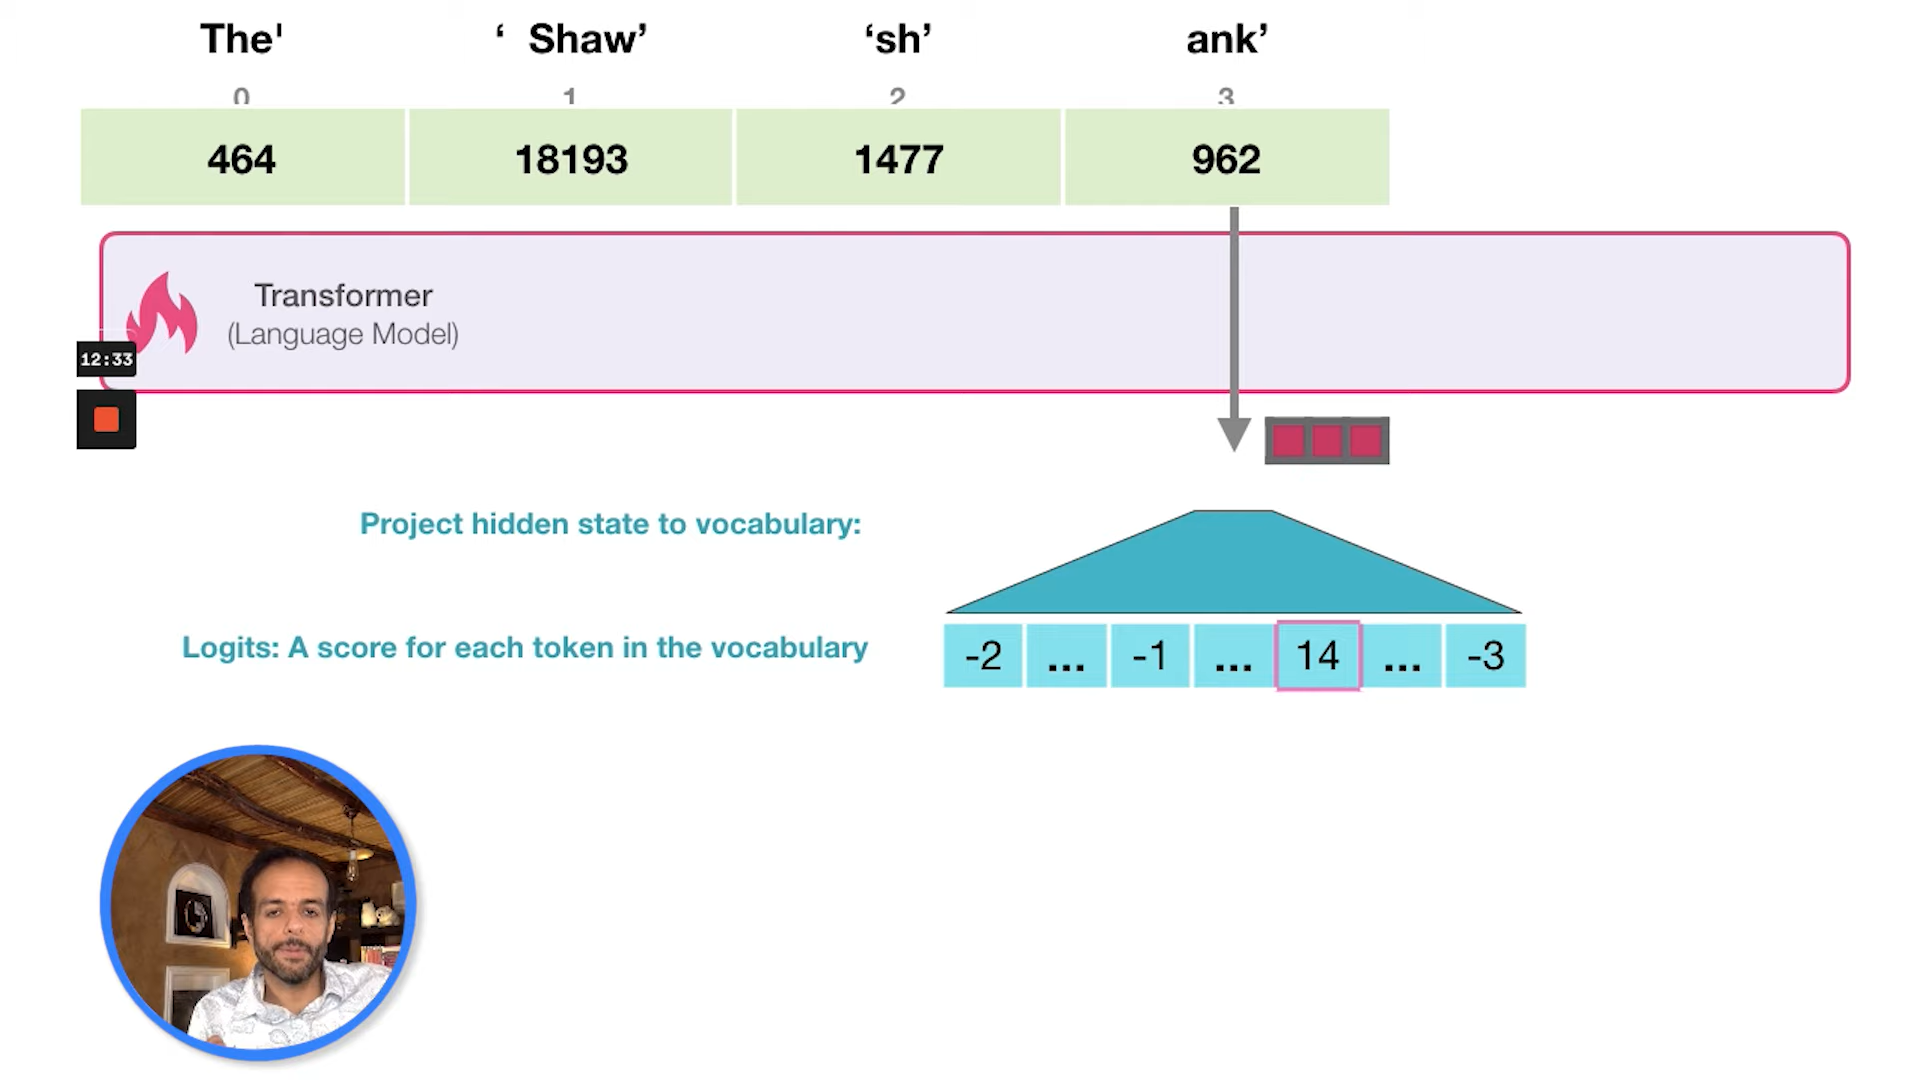 The' ‘ Shaw’ ‘sh’ ank’
0 1 2 3
464 18193 1477 962
Transformer
(Language Model)
12:33
Project hidden state to vocabulary:
Logits: A score for each token in the vocabulary
-2 ... -1 ... 14 ... -3